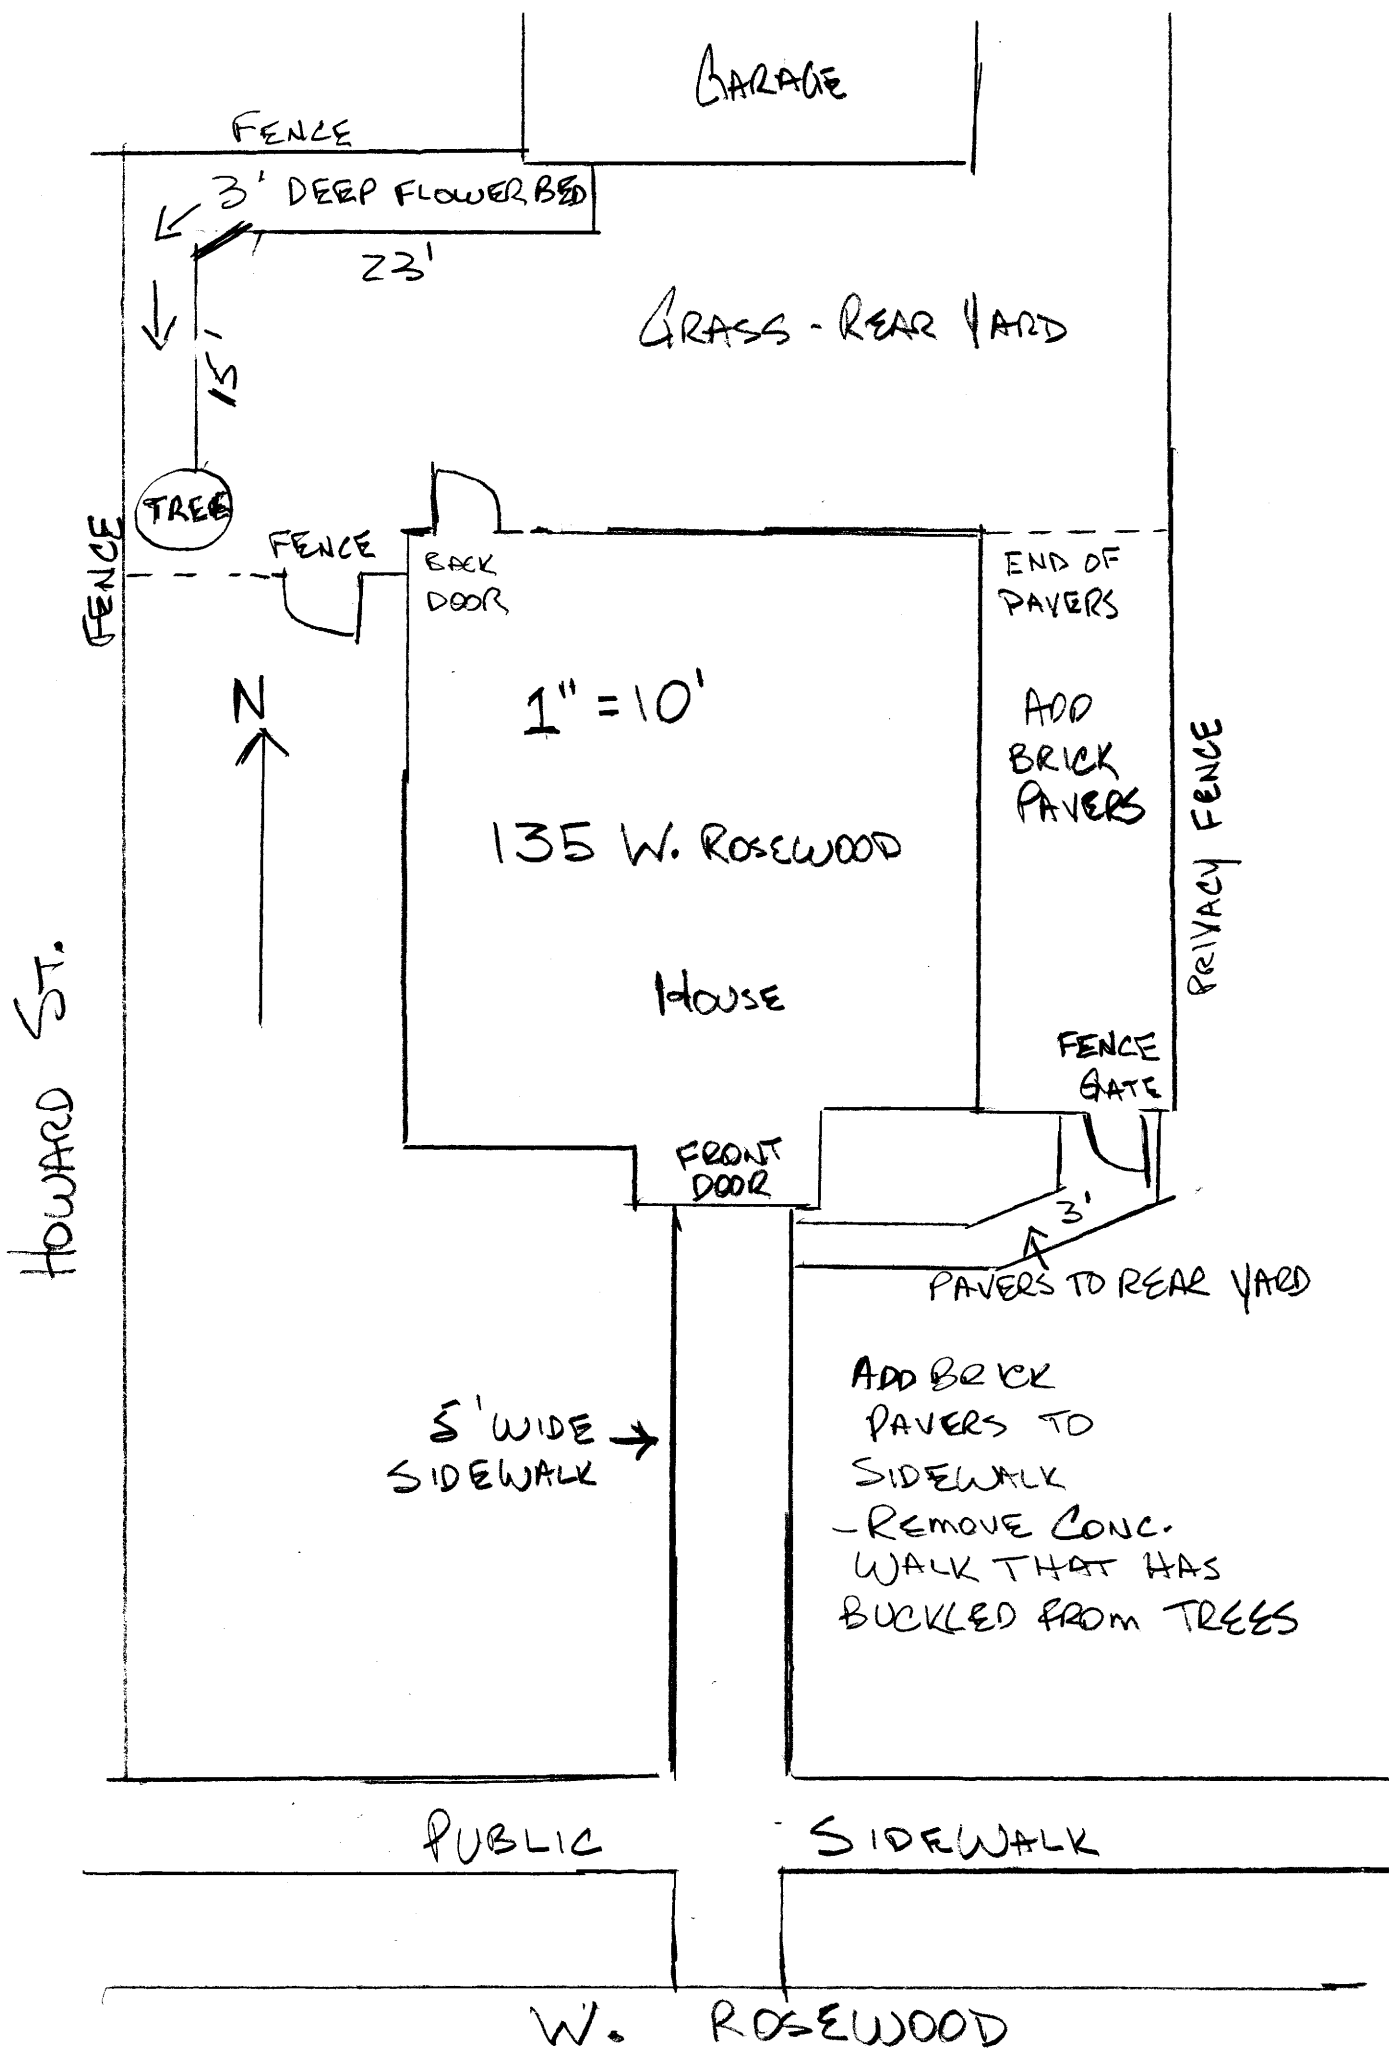 GARAGE
FENCE
3' DEEP FLOWER BED
23'
GRASS - REAR YARD
15'
TREE
FENCE
FENCE
BACK
DOOR
END OF
PAVERS
N
1" = 10'
ADD
BRICK
PAVERS
135 W. ROSEWOOD
PRIVACY FENCE
HOUSE
HOWARD ST.
FENCE
GATE
FRONT
DOOR
3'
PAVERS TO REAR YARD
5' WIDE
SIDEWALK
ADD BRICK
PAVERS TO
SIDEWALK
- REMOVE CONC.
WALK THAT HAS
BUCKLED FROM TREES
PUBLIC SIDEWALK
W. ROSEWOOD